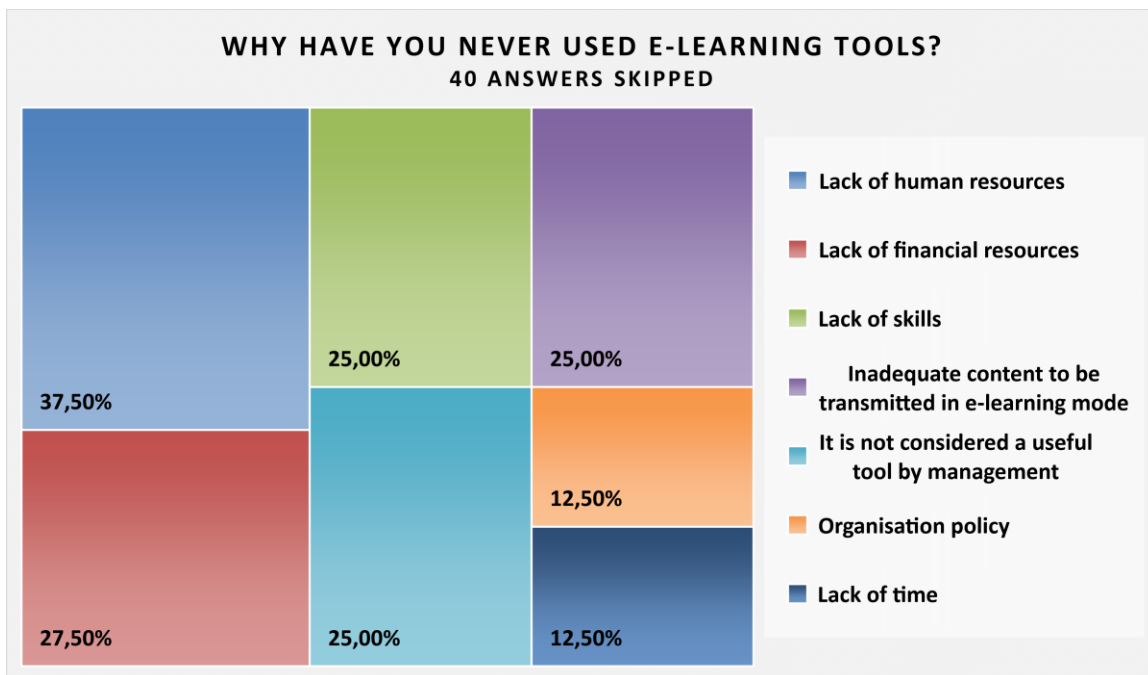 WHY HAVE YOU NEVER USED E-LEARNING TOOLS?
40 ANSWERS SKIPPED
37,50%
27,50%
25,00%
25,00%
25,00%
12,50%
12,50%
Lack of human resources
Lack of financial resources
Lack of skills
Inadequate content to be
transmitted in e-learning mode
It is not considered a useful
tool by management
Organisation policy
Lack of time